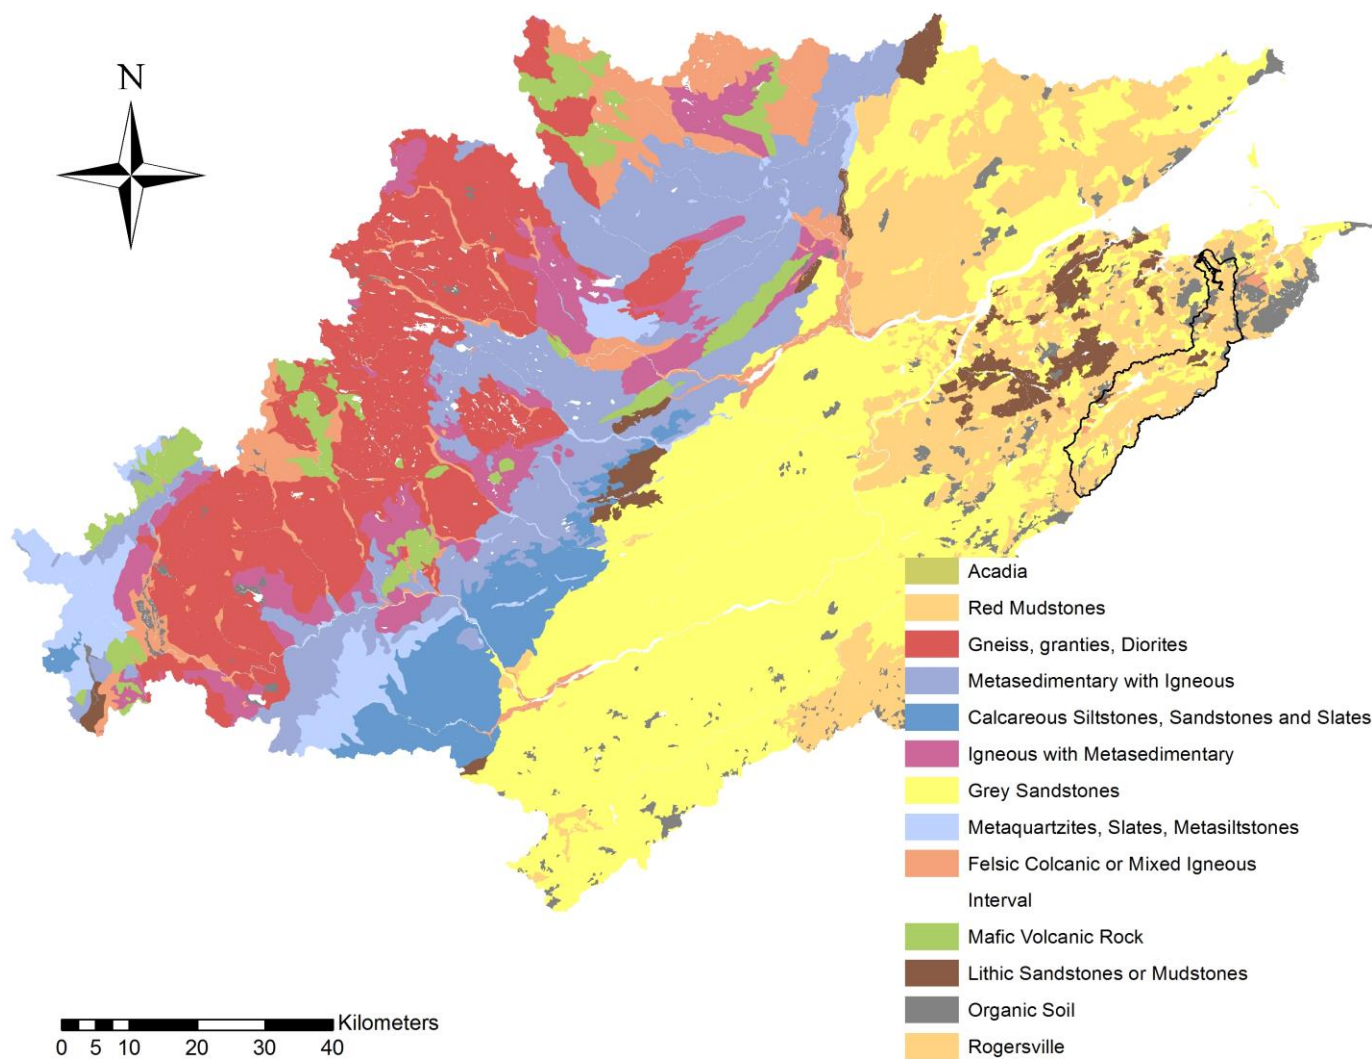 N
Acadia
Red Mudstones
Gneiss, granties, Diorites
Metasedimentary with Igneous
Calcareous Siltstones, Sandstones and Slates
Igneous with Metasedimentary
Grey Sandstones
Metaquartzites, Slates, Metasiltstones
Felsic Colcanic or Mixed Igneous
Interval
Mafic Volcanic Rock
Lithic Sandstones or Mudstones
Organic Soil
Rogersville
Kilometers
0 5 10 20 30 40